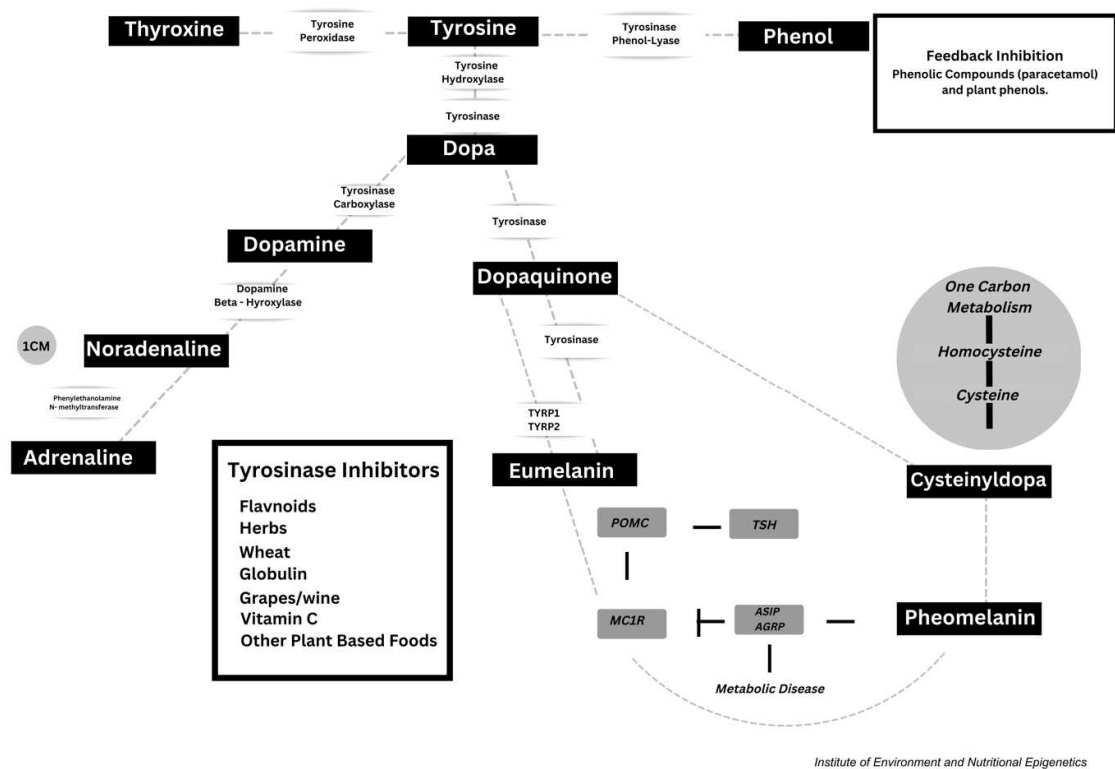 Thyroxine
Tyrosine
Peroxidase
Tyrosine
Tyrosinase
Phenol-Lyase
Phenol
Feedback Inhibition
Phenolic Compounds (paracetamol)
and plant phenols.
Tyrosine
Hydroxylase
Tyrosinase
Dopa
Tyrosinase
Carboxylase
Tyrosinase
Dopamine
Dopaquinone
Dopamine
Beta - Hyroxylase
One Carbon
Metabolism
Homocysteine
Cysteine
1CM
Noradenaline
Tyrosinase
Phenylethanolamine
N- methyltransferase
TYRP1
TYRP2
Adrenaline
Eumelanin
Cysteinyldopa
Tyrosinase Inhibitors
Flavnoids
Herbs
Wheat
Globulin
Grapes/wine
Vitamin C
Other Plant Based Foods
POMC
TSH
MC1R
ASIP
AGRP
Pheomelanin
Metabolic Disease
Institute of Environment and Nutritional Epigenetics